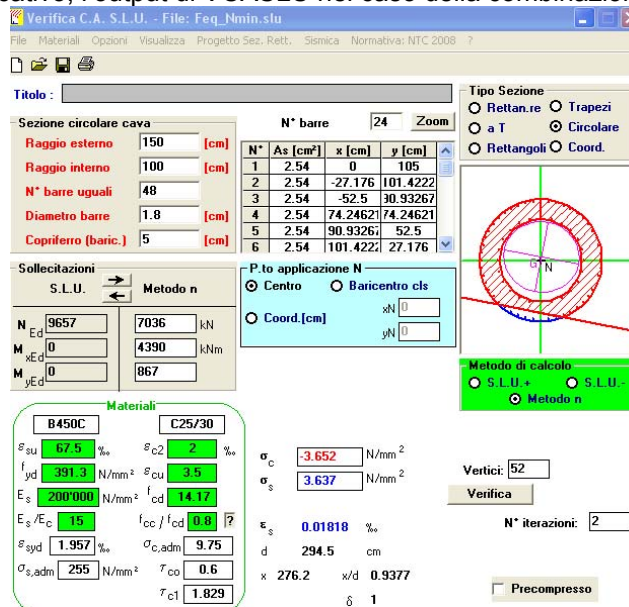 Verifica C.A. S.L.U. - File: Feq_Nmin.slu
File Materiali Opzioni Visualizza Progetto Sez. Rett. Sismica Normativa: NTC 2008 ?
Titolo :
Tipo Sezione
Rettan.re Trapezi
a T Circolare
Rettangoli Coord.
Sezione circolare cava
Raggio esterno 150 [cm]
Raggio interno 100 [cm]
N° barre uguali 48
Diametro barre 1.8 [cm]
Copriferro (baric.) 5 [cm]
N° barre 24 Zoom
N° As [cm²] x [cm] y [cm]
1 2.54 0 105
2 2.54 -27.176 101.4222
3 2.54 -52.5 30.93267
4 2.54 74.24621 74.24621
5 2.54 90.93267 52.5
6 2.54 101.4222 27.176
G N
Sollecitazioni
S.L.U. Metodo n
N Ed 9657 7036 kN
M xEd 0 4390 kNm
M yEd 0 867
P.to applicazione N
Centro Baricentro cls
Coord.[cm] xN 0
yN 0
Metodo di calcolo
S.L.U.+ S.L.U.-
Metodo n
Materiali
B450C C25/30
εsu 67.5 ‰ εc2 2 ‰
fyd 391.3 N/mm² εcu 3.5
Es 200'000 N/mm² fcd 14.17
Es/Ec 15 fcc / fcd 0.8 ?
εsyd 1.957 ‰ σc,adm 9.75
σs,adm 255 N/mm² τco 0.6
τc1 1.829
σc -3.652 N/mm²
σs 3.637 N/mm²
εs 0.01818 ‰
d 294.5 cm
x 276.2 x/d 0.9377
δ 1
Vertici: 52
Verifica
N° iterazioni: 2
Precompresso